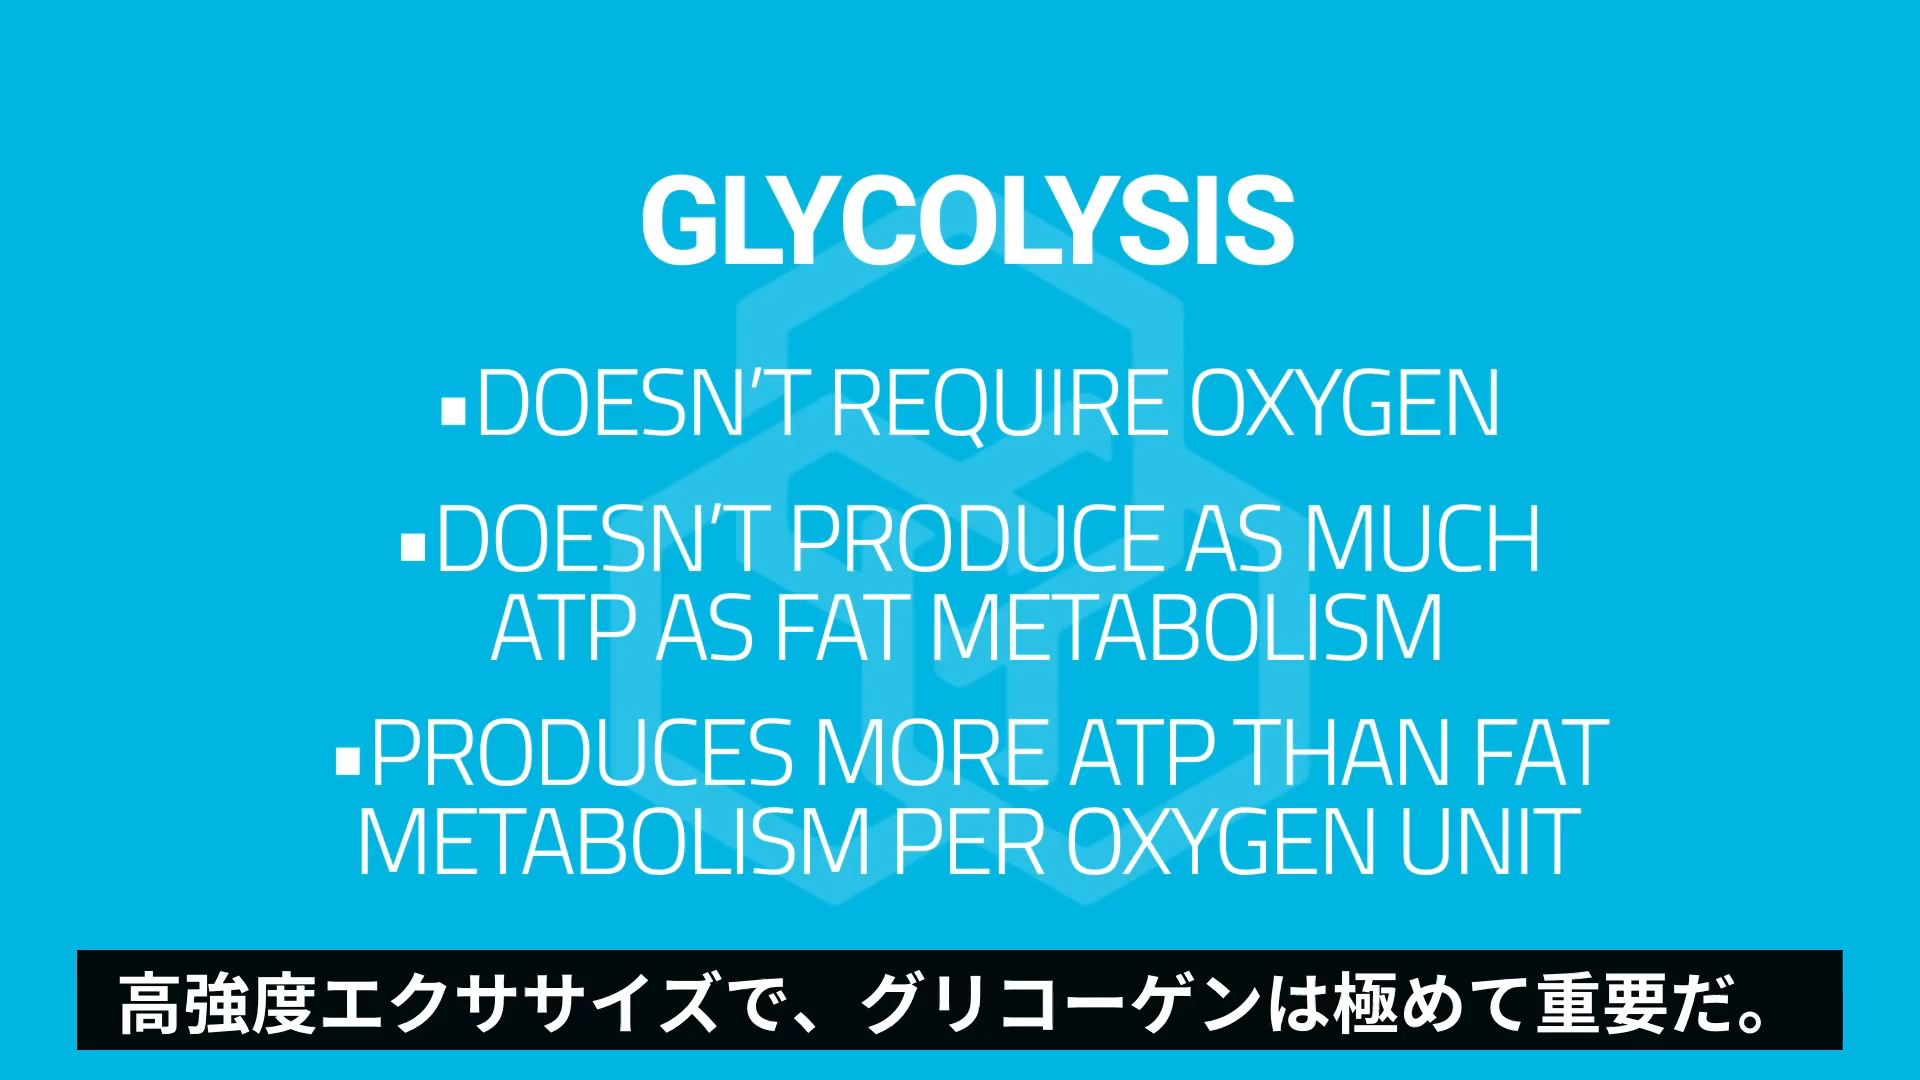 GLYCOLYSIS
▪DOESN'T REQUIRE OXYGEN
▪DOESN'T PRODUCE AS MUCH
ATP AS FAT METABOLISM
▪PRODUCES MORE ATP THAN FAT
METABOLISM PER OXYGEN UNIT
高強度エクササイズで、グリコーゲンは極めて重要だ。